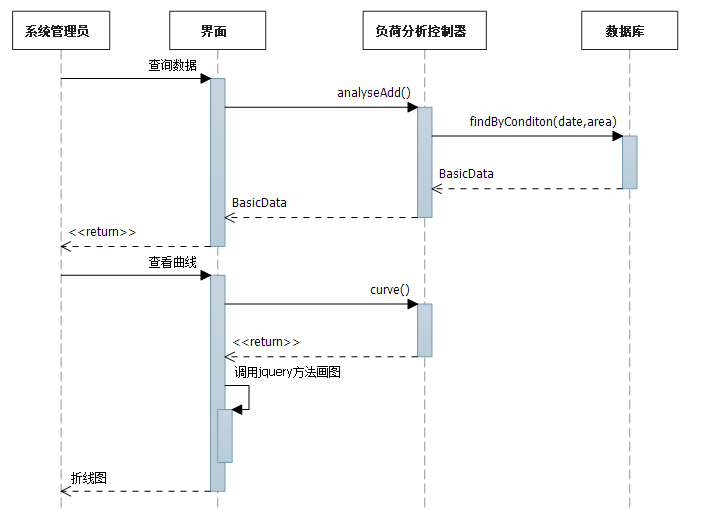 系统管理员
界面
负荷分析控制器
数据库
查询数据
analyseAdd()
findByConditon(date,area)
BasicData
BasicData
<<return>>
查看曲线
curve()
<<return>>
调用jquery方法画图
折线图